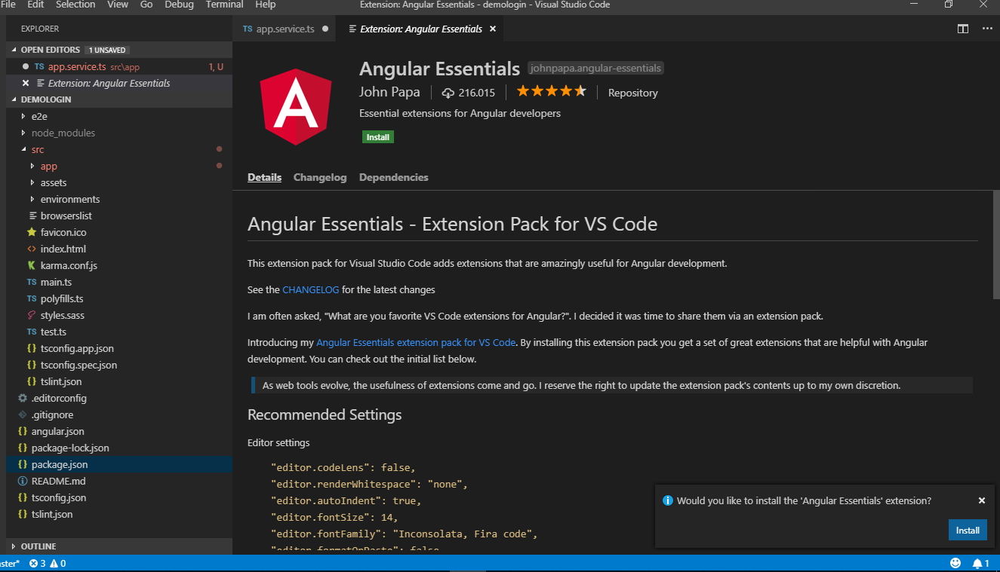 File Edit Selection View Go Debug Terminal Help Extension: Angular Essentials - demologin - Visual Studio Code
EXPLORER
OPEN EDITORS 1 UNSAVED
TS app.service.ts src\app 1, U
Extension: Angular Essentials
DEMOLOGIN
e2e
node_modules
src
app
assets
environments
browserslist
favicon.ico
index.html
karma.conf.js
TS main.ts
TS polyfills.ts
styles.sass
TS test.ts
{} tsconfig.app.json
{} tsconfig.spec.json
{} tslint.json
.editorconfig
.gitignore
{} angular.json
{} package-lock.json
{} package.json
README.md
{} tsconfig.json
{} tslint.json
OUTLINE
TS app.service.ts Extension: Angular Essentials
A
Angular Essentials johnpapa.angular-essentials
John Papa 216.015 Repository
Essential extensions for Angular developers
Install
Details Changelog Dependencies
Angular Essentials - Extension Pack for VS Code
This extension pack for Visual Studio Code adds extensions that are amazingly useful for Angular development.
See the CHANGELOG for the latest changes
I am often asked, "What are you favorite VS Code extensions for Angular?". I decided it was time to share them via an extension pack.
Introducing my Angular Essentials extension pack for VS Code. By installing this extension pack you get a set of great extensions that are helpful with Angular
development. You can check out the initial list below.
As web tools evolve, the usefulness of extensions come and go. I reserve the right to update the extension pack's contents up to my own discretion.
Recommended Settings
Editor settings
"editor.codeLens": false,
"editor.renderWhitespace": "none",
"editor.autoIndent": true,
"editor.fontSize": 14,
"editor.fontFamily": "Inconsolata, Fira code",
"editor.formatOnPaste": false
Would you like to install the 'Angular Essentials' extension?
Install
ster* 3 0 1